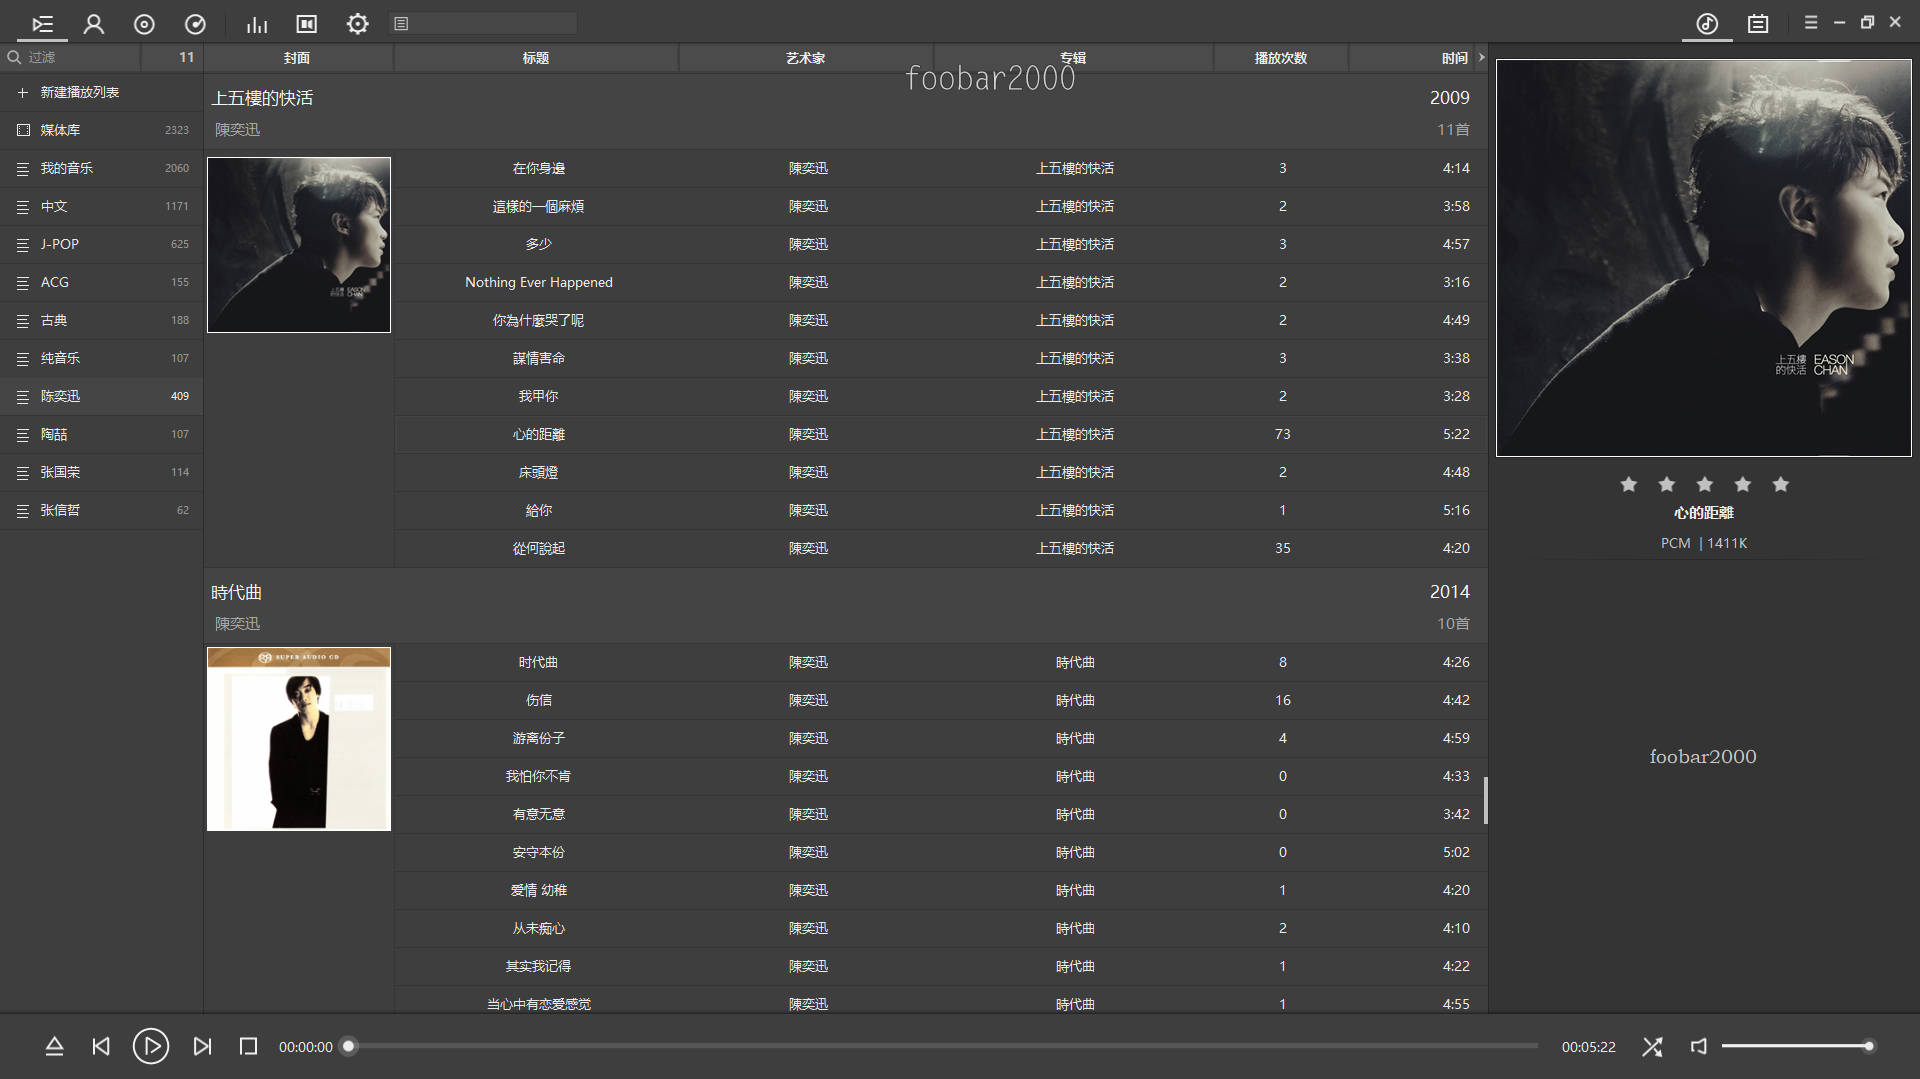 过滤 11 封面 标题 艺术家 专辑 播放次数 时间
foobar2000
新建播放列表
媒体库 2323
我的音乐 2060
中文 1171
J-POP 625
ACG 155
古典 188
纯音乐 107
陈奕迅 409
陶喆 107
张国荣 114
张信哲 62
上五樓的快活 2009
陳奕迅 11首
在你身邊 陳奕迅 上五樓的快活 3 4:14
這樣的一個麻煩 陳奕迅 上五樓的快活 2 3:58
多少 陳奕迅 上五樓的快活 3 4:57
Nothing Ever Happened 陳奕迅 上五樓的快活 2 3:16
你為什麼哭了呢 陳奕迅 上五樓的快活 2 4:49
謀情害命 陳奕迅 上五樓的快活 3 3:38
我甲你 陳奕迅 上五樓的快活 2 3:28
心的距離 陳奕迅 上五樓的快活 73 5:22
床頭燈 陳奕迅 上五樓的快活 2 4:48
給你 陳奕迅 上五樓的快活 1 5:16
從何說起 陳奕迅 上五樓的快活 35 4:20
上五樓的快活 EASON CHAN
時代曲 2014
陳奕迅 10首
SUPER AUDIO CD
时代曲 陳奕迅 時代曲 8 4:26
伤信 陳奕迅 時代曲 16 4:42
游离份子 陳奕迅 時代曲 4 4:59
我怕你不肯 陳奕迅 時代曲 0 4:33
有意无意 陳奕迅 時代曲 0 3:42
安守本份 陳奕迅 時代曲 0 5:02
爱情 幼稚 陳奕迅 時代曲 1 4:20
从未痴心 陳奕迅 時代曲 2 4:10
其实我记得 陳奕迅 時代曲 1 4:22
当心中有恋爱感觉 陳奕迅 時代曲 1 4:55
上五樓 EASON
的快活 CHAN
心的距離
PCM | 1411K
foobar2000
00:00:00 00:05:22